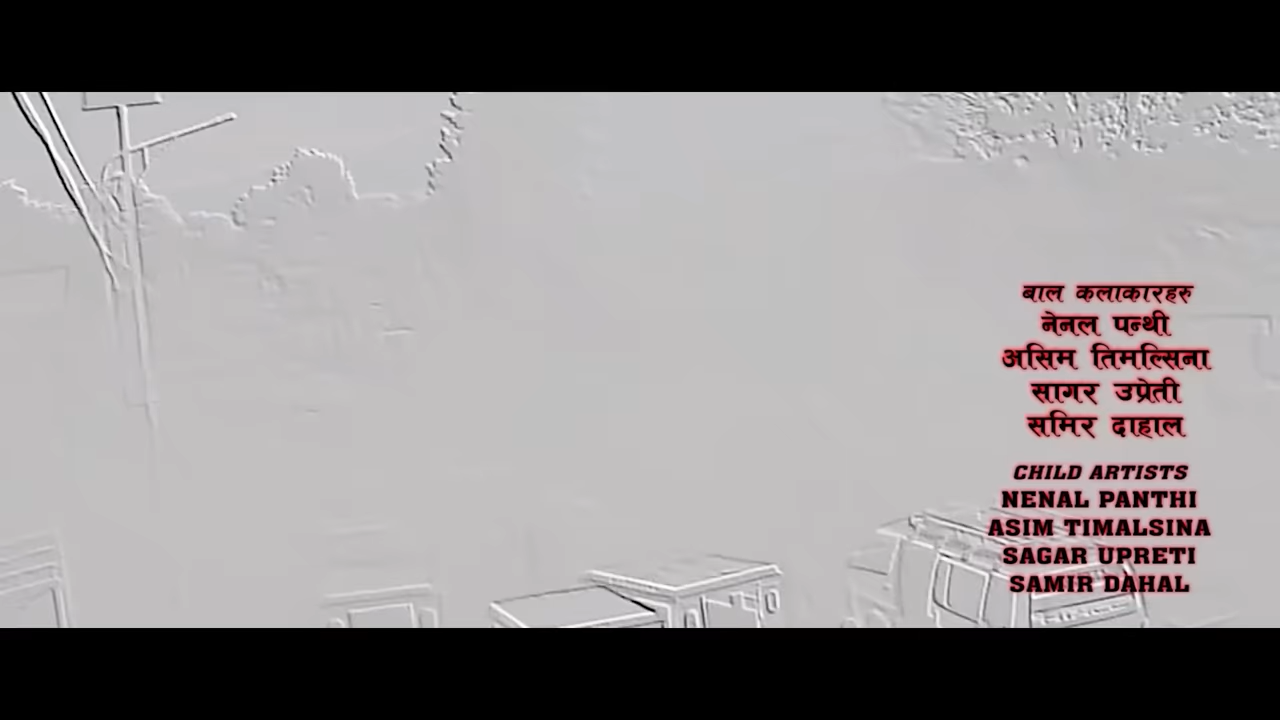 बाल कलाकारहरु
नेनल पन्थी
असिम तिमल्सिना
सागर उप्रेती
समिर दाहाल
CHILD ARTISTS
NENAL PANTHI
ASIM TIMALSINA
SAGAR UPRETI
SAMIR DAHAL